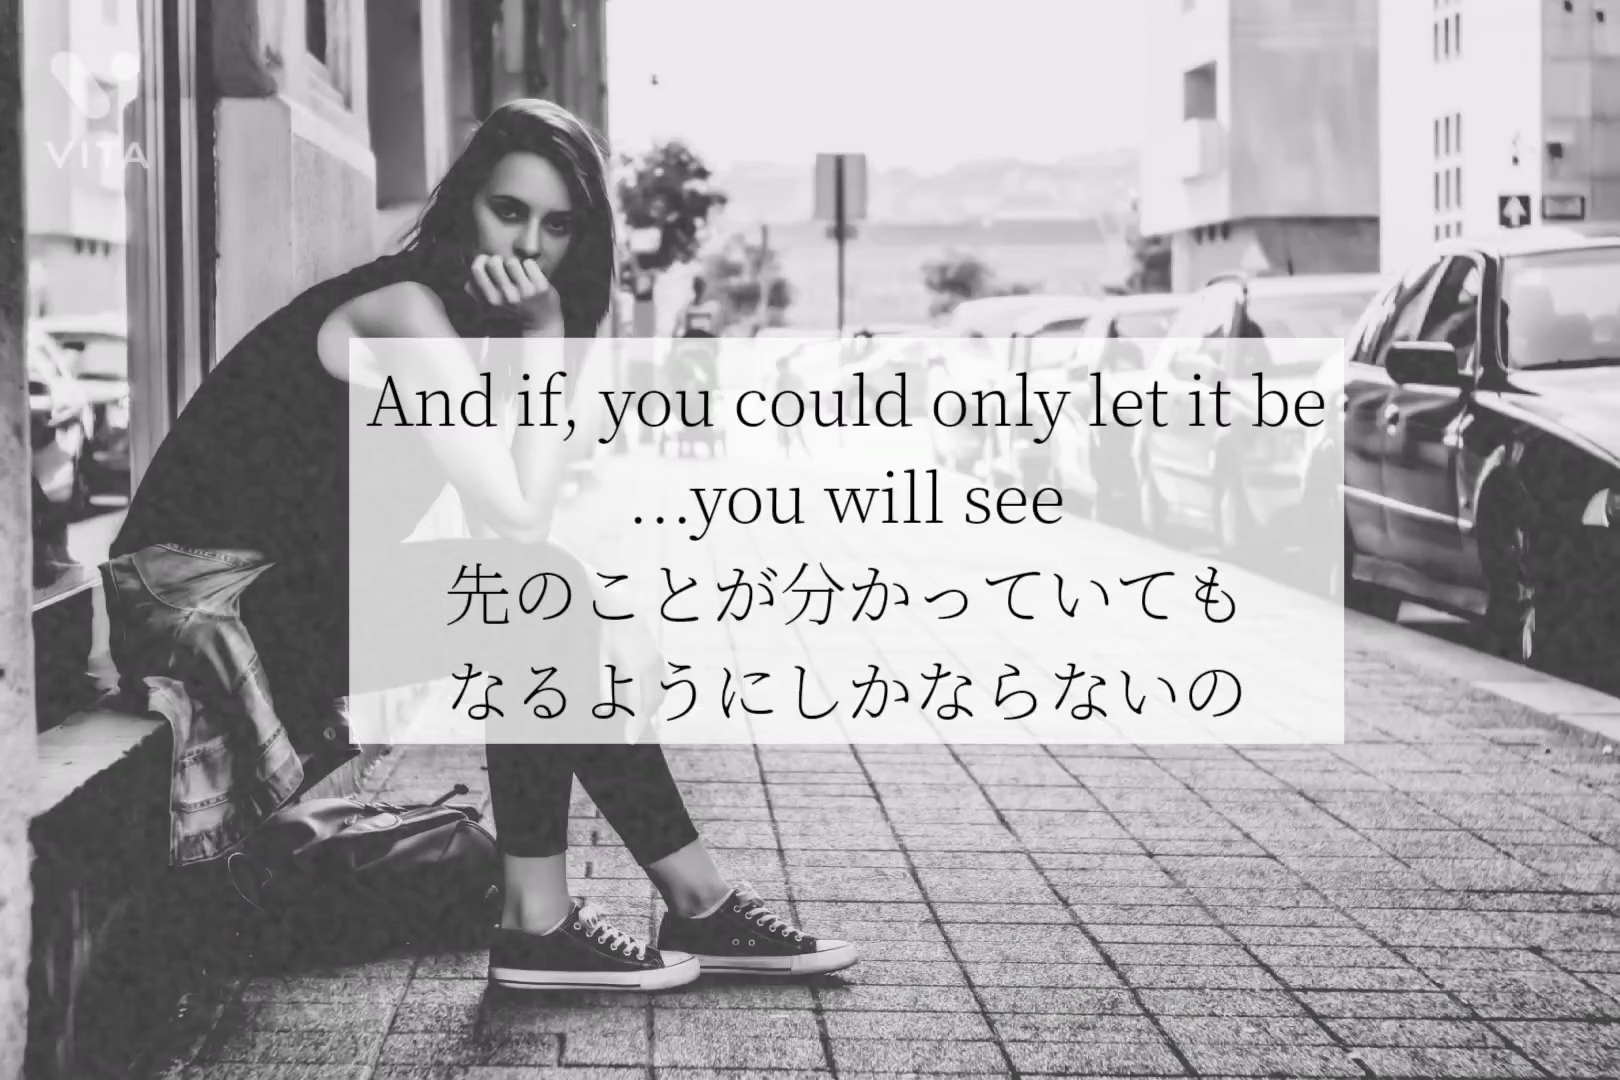 VITA
And if, you could only let it be
...you will see
先のことが分かっていても
なるようにしかならないの